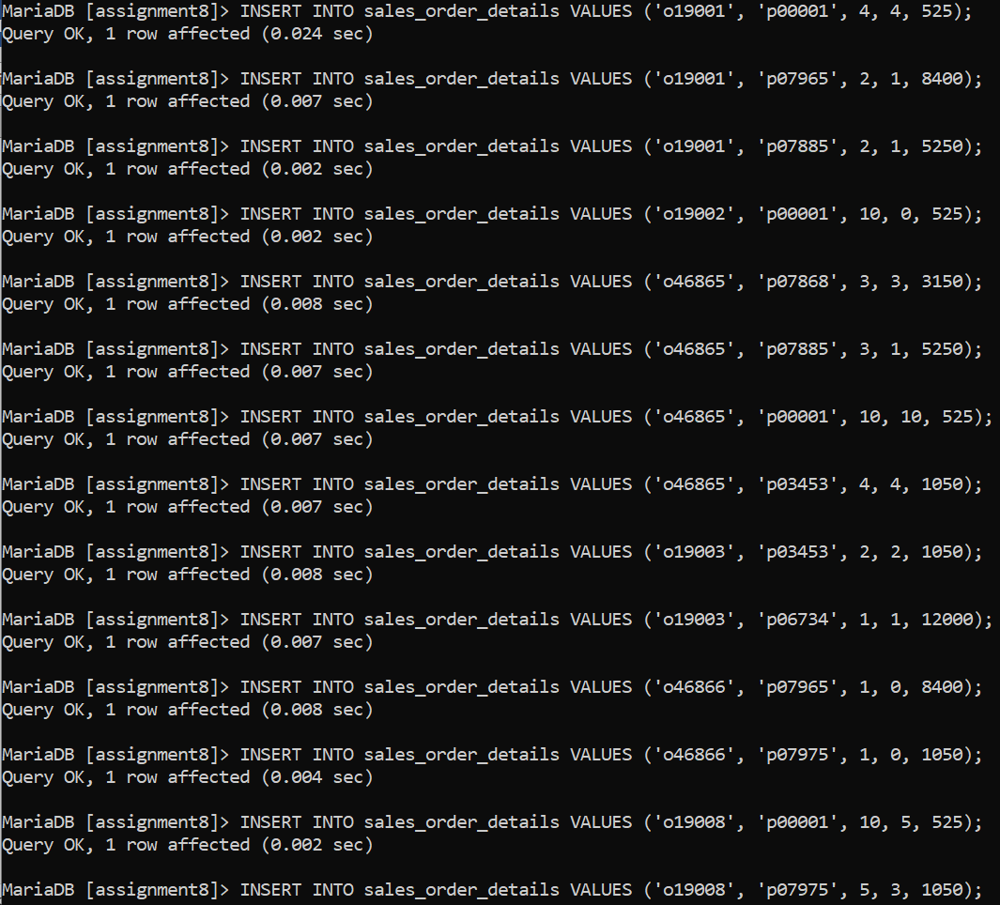 MariaDB [assignment8]> INSERT INTO sales_order_details VALUES ('o19001', 'p00001', 4, 4, 525);
Query OK, 1 row affected (0.024 sec)
MariaDB [assignment8]> INSERT INTO sales_order_details VALUES ('o19001', 'p07965', 2, 1, 8400);
Query OK, 1 row affected (0.007 sec)
MariaDB [assignment8]> INSERT INTO sales_order_details VALUES ('o19001', 'p07885', 2, 1, 5250);
Query OK, 1 row affected (0.002 sec)
MariaDB [assignment8]> INSERT INTO sales_order_details VALUES ('o19002', 'p00001', 10, 0, 525);
Query OK, 1 row affected (0.002 sec)
MariaDB [assignment8]> INSERT INTO sales_order_details VALUES ('o46865', 'p07868', 3, 3, 3150);
Query OK, 1 row affected (0.008 sec)
MariaDB [assignment8]> INSERT INTO sales_order_details VALUES ('o46865', 'p07885', 3, 1, 5250);
Query OK, 1 row affected (0.007 sec)
MariaDB [assignment8]> INSERT INTO sales_order_details VALUES ('o46865', 'p00001', 10, 10, 525);
Query OK, 1 row affected (0.007 sec)
MariaDB [assignment8]> INSERT INTO sales_order_details VALUES ('o46865', 'p03453', 4, 4, 1050);
Query OK, 1 row affected (0.007 sec)
MariaDB [assignment8]> INSERT INTO sales_order_details VALUES ('o19003', 'p03453', 2, 2, 1050);
Query OK, 1 row affected (0.008 sec)
MariaDB [assignment8]> INSERT INTO sales_order_details VALUES ('o19003', 'p06734', 1, 1, 12000);
Query OK, 1 row affected (0.007 sec)
MariaDB [assignment8]> INSERT INTO sales_order_details VALUES ('o46866', 'p07965', 1, 0, 8400);
Query OK, 1 row affected (0.008 sec)
MariaDB [assignment8]> INSERT INTO sales_order_details VALUES ('o46866', 'p07975', 1, 0, 1050);
Query OK, 1 row affected (0.004 sec)
MariaDB [assignment8]> INSERT INTO sales_order_details VALUES ('o19008', 'p00001', 10, 5, 525);
Query OK, 1 row affected (0.002 sec)
MariaDB [assignment8]> INSERT INTO sales_order_details VALUES ('o19008', 'p07975', 5, 3, 1050);